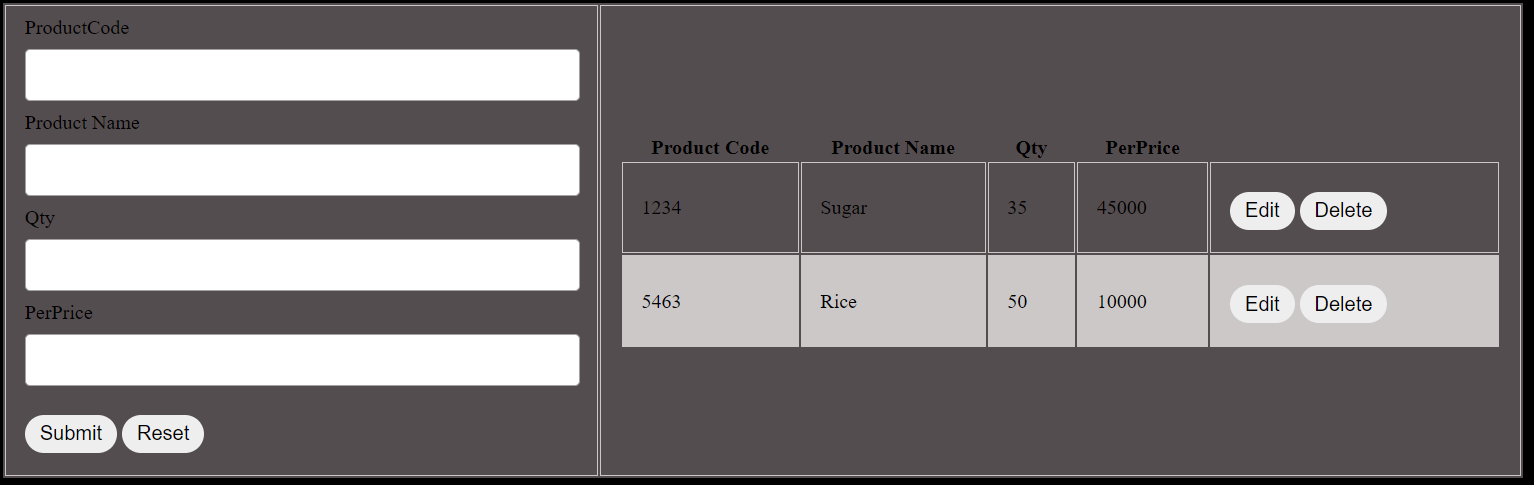 ProductCode
Product Name
Qty
PerPrice
Submit Reset
Product Code Product Name Qty PerPrice
1234 Sugar 35 45000 Edit Delete
5463 Rice 50 10000 Edit Delete